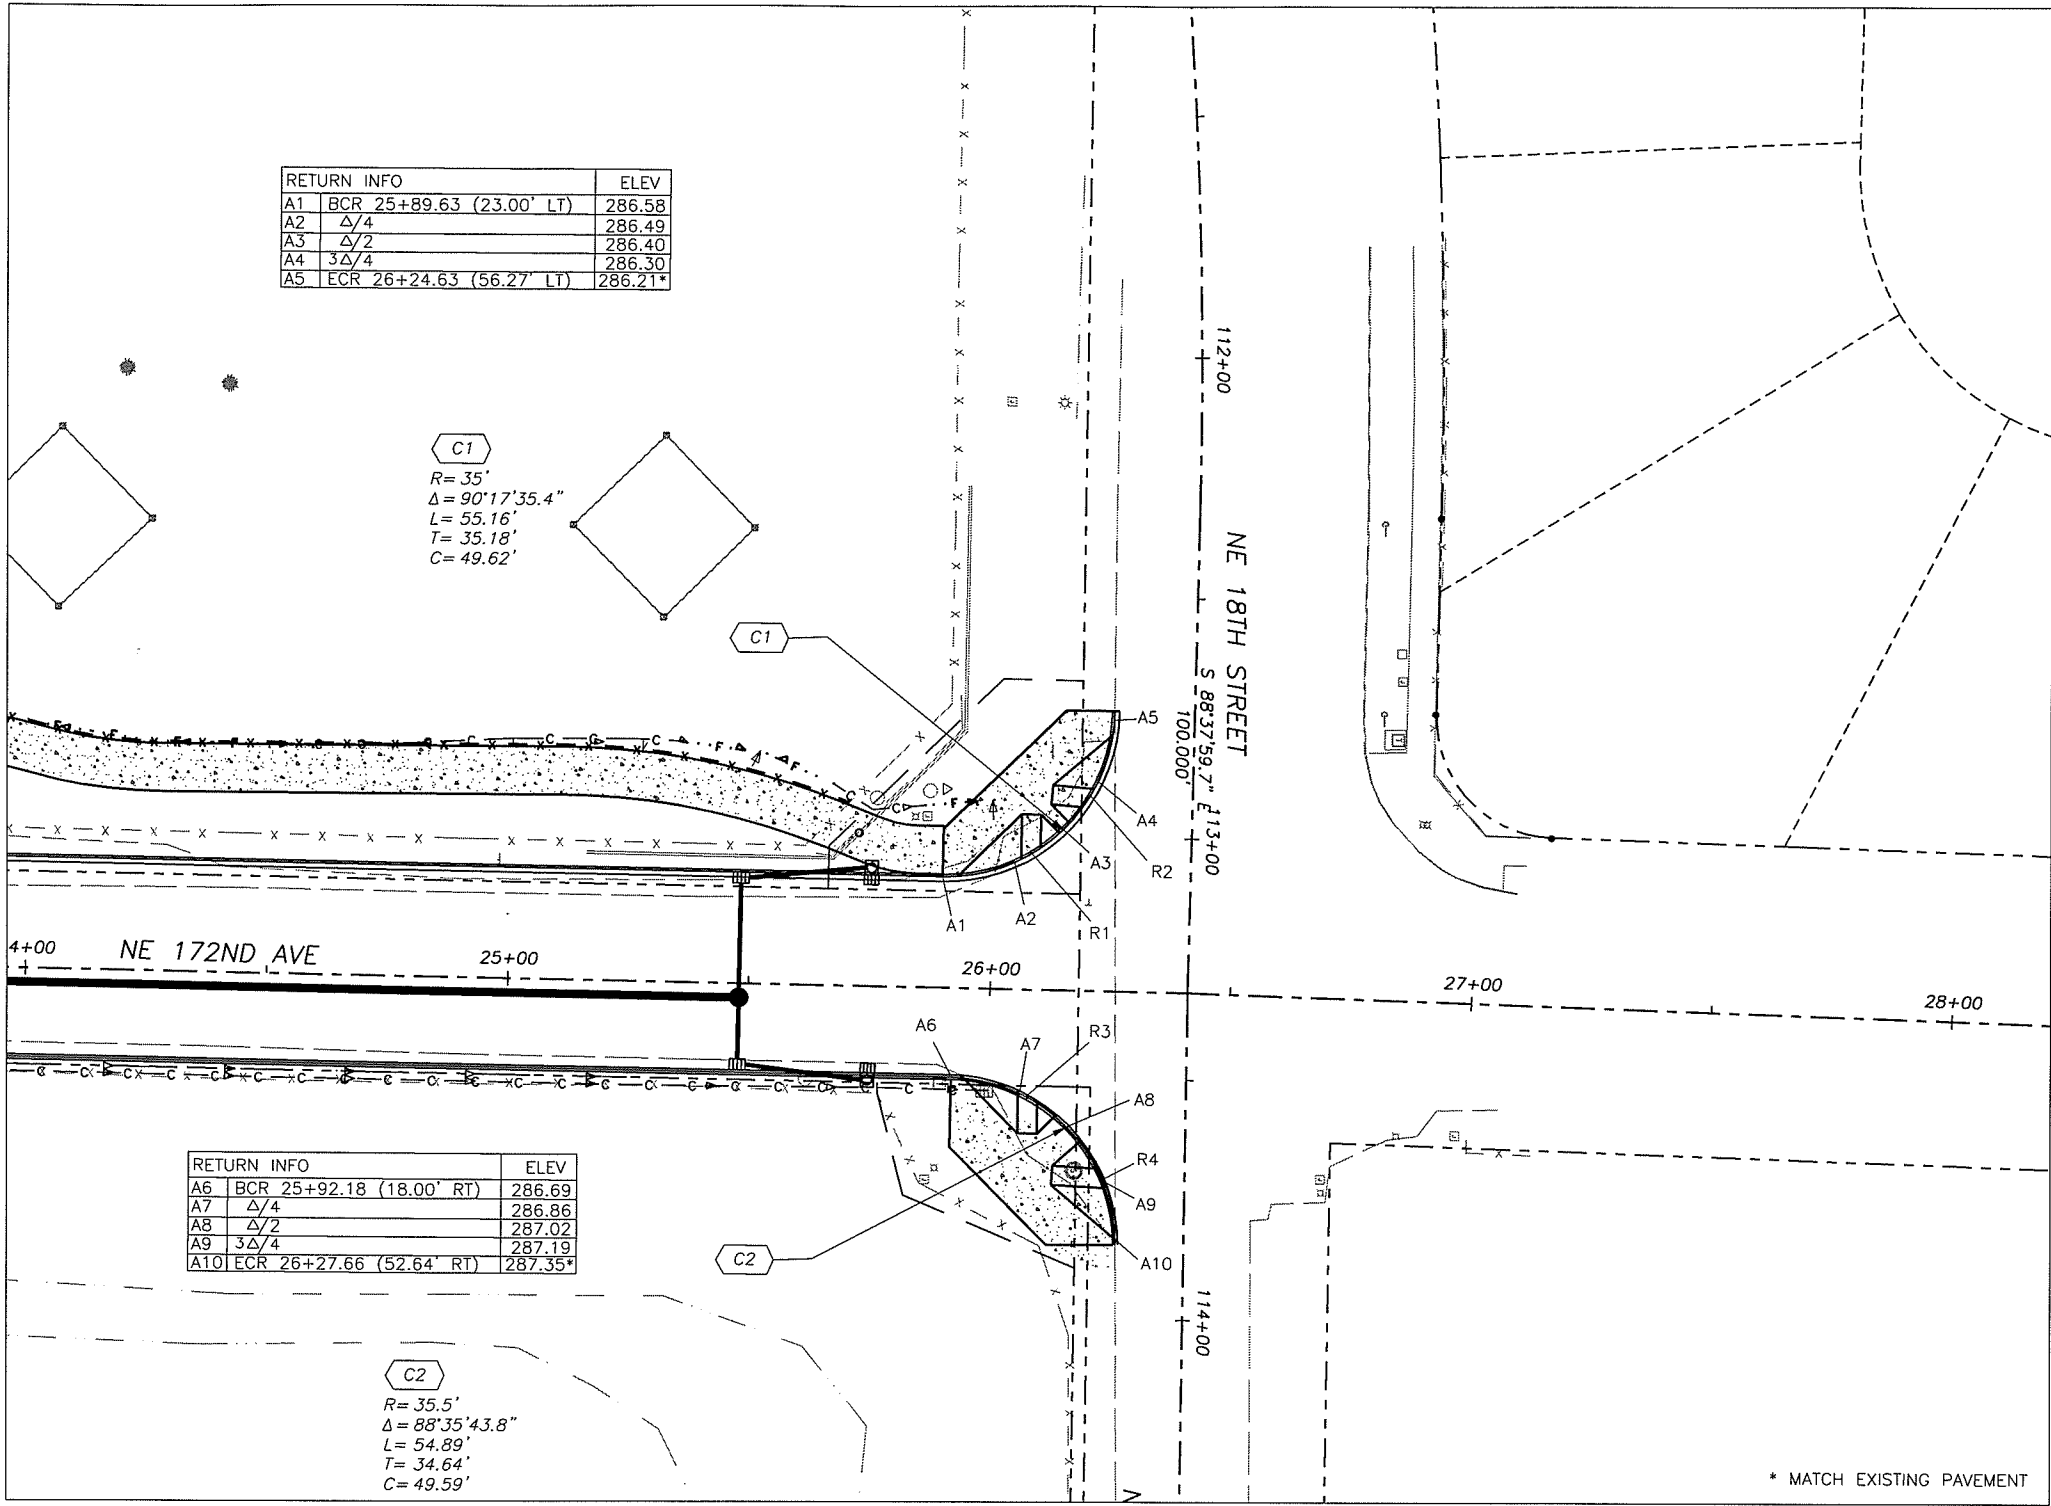 RETURN INFO ELEV
A1 BCR 25+89.63 (23.00' LT) 286.58
A2 Δ/4 286.49
A3 Δ/2 286.40
A4 3Δ/4 286.30
A5 ECR 26+24.63 (56.27' LT) 286.21*
C1
R= 35'
Δ= 90°17'35.4"
L= 55.16'
T= 35.18'
C= 49.62'
C1
112+00
NE 18TH STREET
S 88°37'59.7" E
100.000'
113+00
A5
A4
R2
A3
R1
A2
A1
4+00
NE 172ND AVE
25+00
26+00
27+00
28+00
A6
A7
R3
A8
R4
A9
A10
C2
RETURN INFO ELEV
A6 BCR 25+92.18 (18.00' RT) 286.69
A7 Δ/4 286.86
A8 Δ/2 287.02
A9 3Δ/4 287.19
A10 ECR 26+27.66 (52.64' RT) 287.35*
114+00
C2
R= 35.5'
Δ= 88°35'43.8"
L= 54.89'
T= 34.64'
C= 49.59'
* MATCH EXISTING PAVEMENT